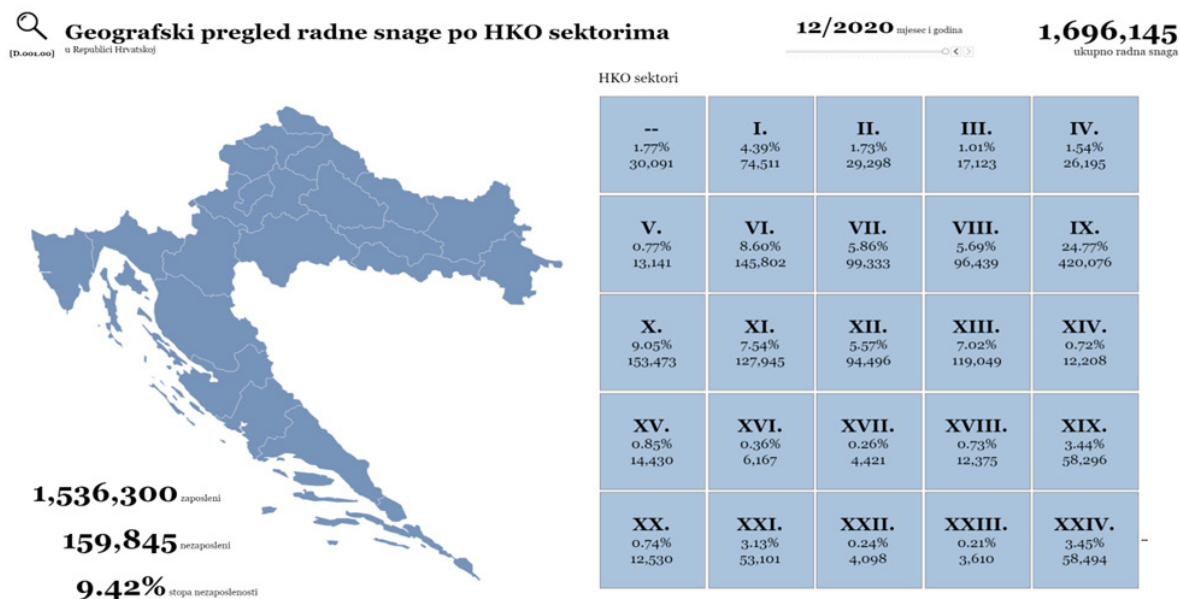 Geografski pregled radne snage po HKO sektorima
[D.001.00] u Republici Hrvatskoj
12/2020 mjesec i godina
1,696,145
ukupno radna snaga
HKO sektori
-- I. II. III. IV.
1.77% 4.39% 1.73% 1.01% 1.54%
30,091 74,511 29,298 17,123 26,195
V. VI. VII. VIII. IX.
0.77% 8.60% 5.86% 5.69% 24.77%
13,141 145,802 99,333 96,439 420,076
X. XI. XII. XIII. XIV.
9.05% 7.54% 5.57% 7.02% 0.72%
153,473 127,945 94,496 119,049 12,208
XV. XVI. XVII. XVIII. XIX.
0.85% 0.36% 0.26% 0.73% 3.44%
14,430 6,167 4,421 12,375 58,296
XX. XXI. XXII. XXIII. XXIV.
0.74% 3.13% 0.24% 0.21% 3.45%
12,530 53,101 4,098 3,610 58,494
1,536,300 zaposleni
159,845 nezaposleni
9.42% stopa nezaposlenosti